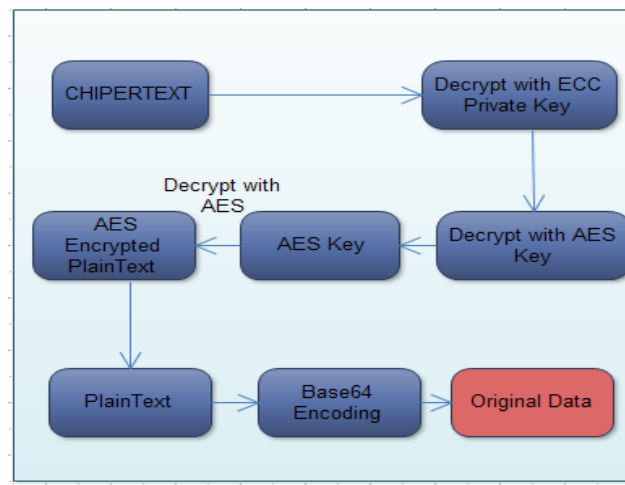 CHIPERTEXT
Decrypt with ECC
Private Key
Decrypt with
AES
AES
Encrypted
PlainText
AES Key
Decrypt with AES
Key
PlainText
Base64
Encoding
Original Data